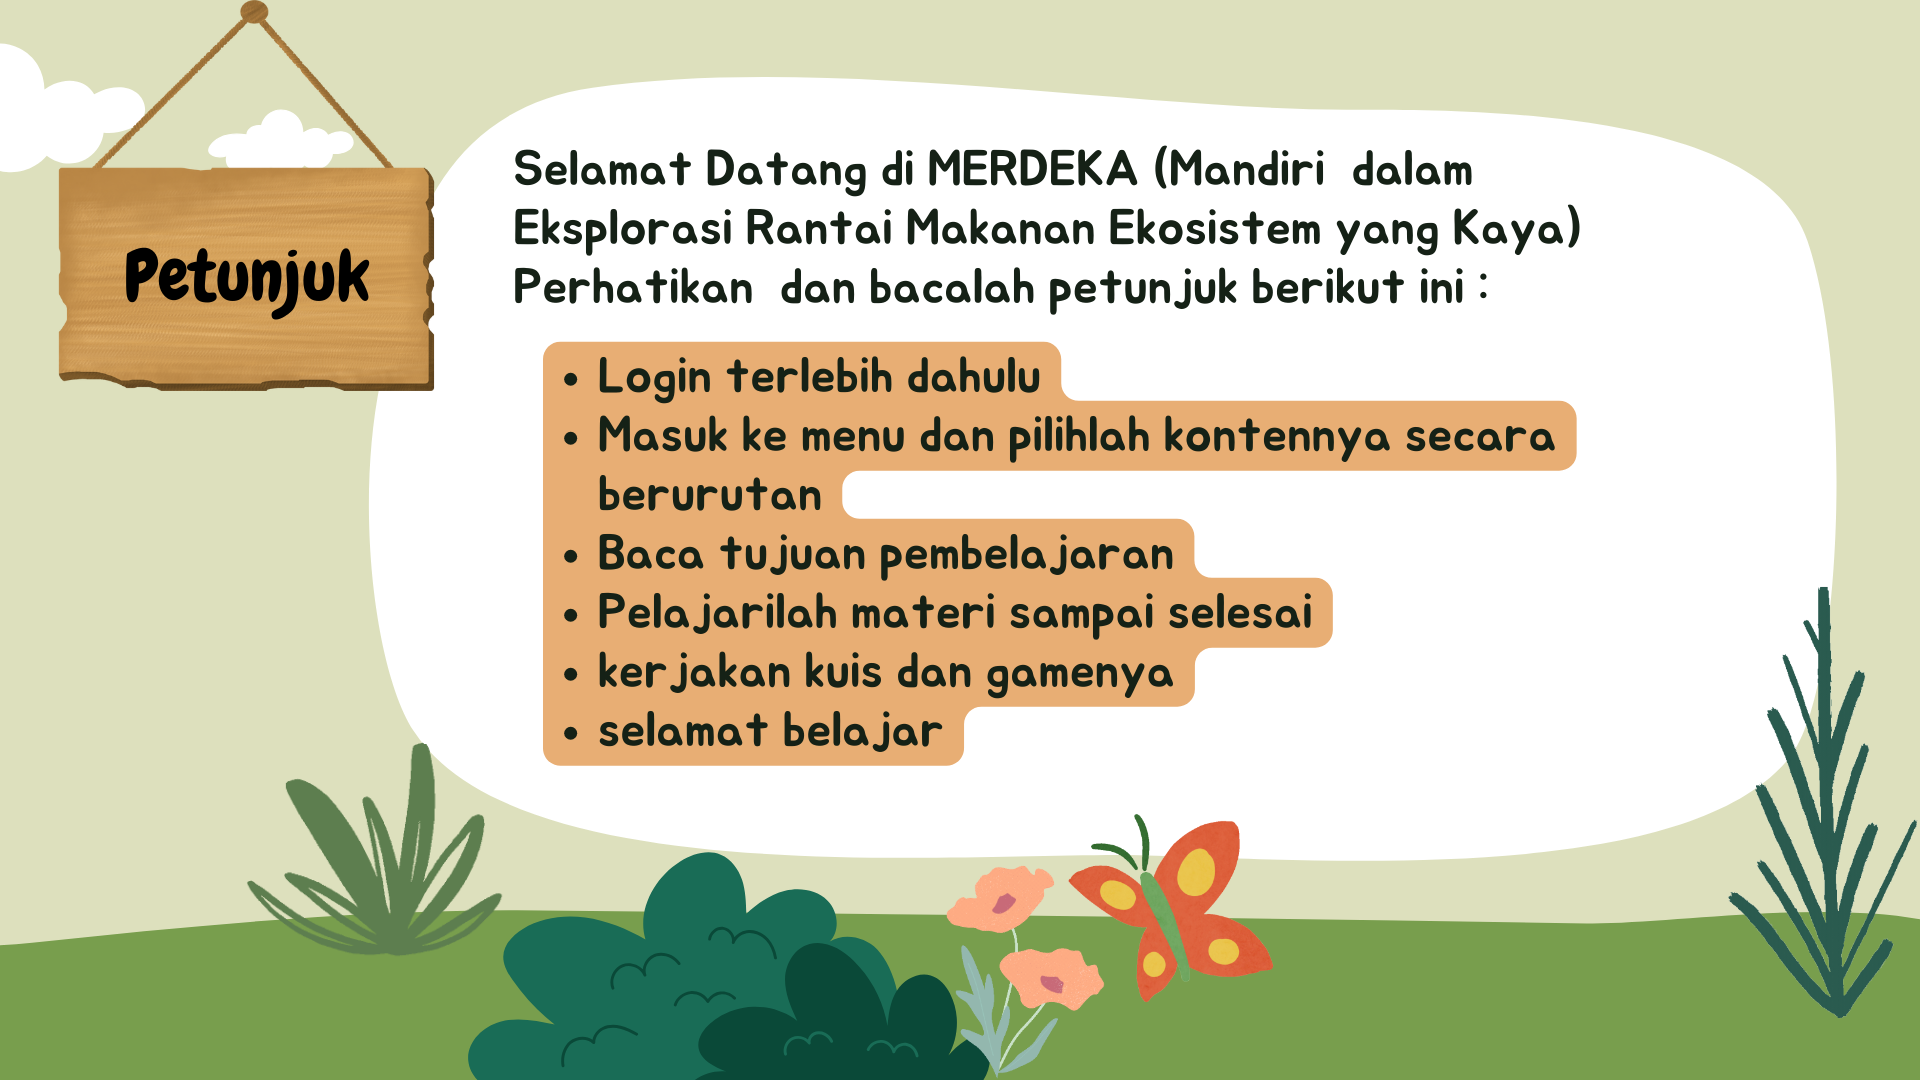 Petunjuk
Selamat Datang di MERDEKA (Mandiri dalam
Eksplorasi Rantai Makanan Ekosistem yang Kaya)
Perhatikan dan bacalah petunjuk berikut ini :
• Login terlebih dahulu
• Masuk ke menu dan pilihlah kontennya secara
berurutan
• Baca tujuan pembelajaran
• Pelajarilah materi sampai selesai
• kerjakan kuis dan gamenya
• selamat belajar